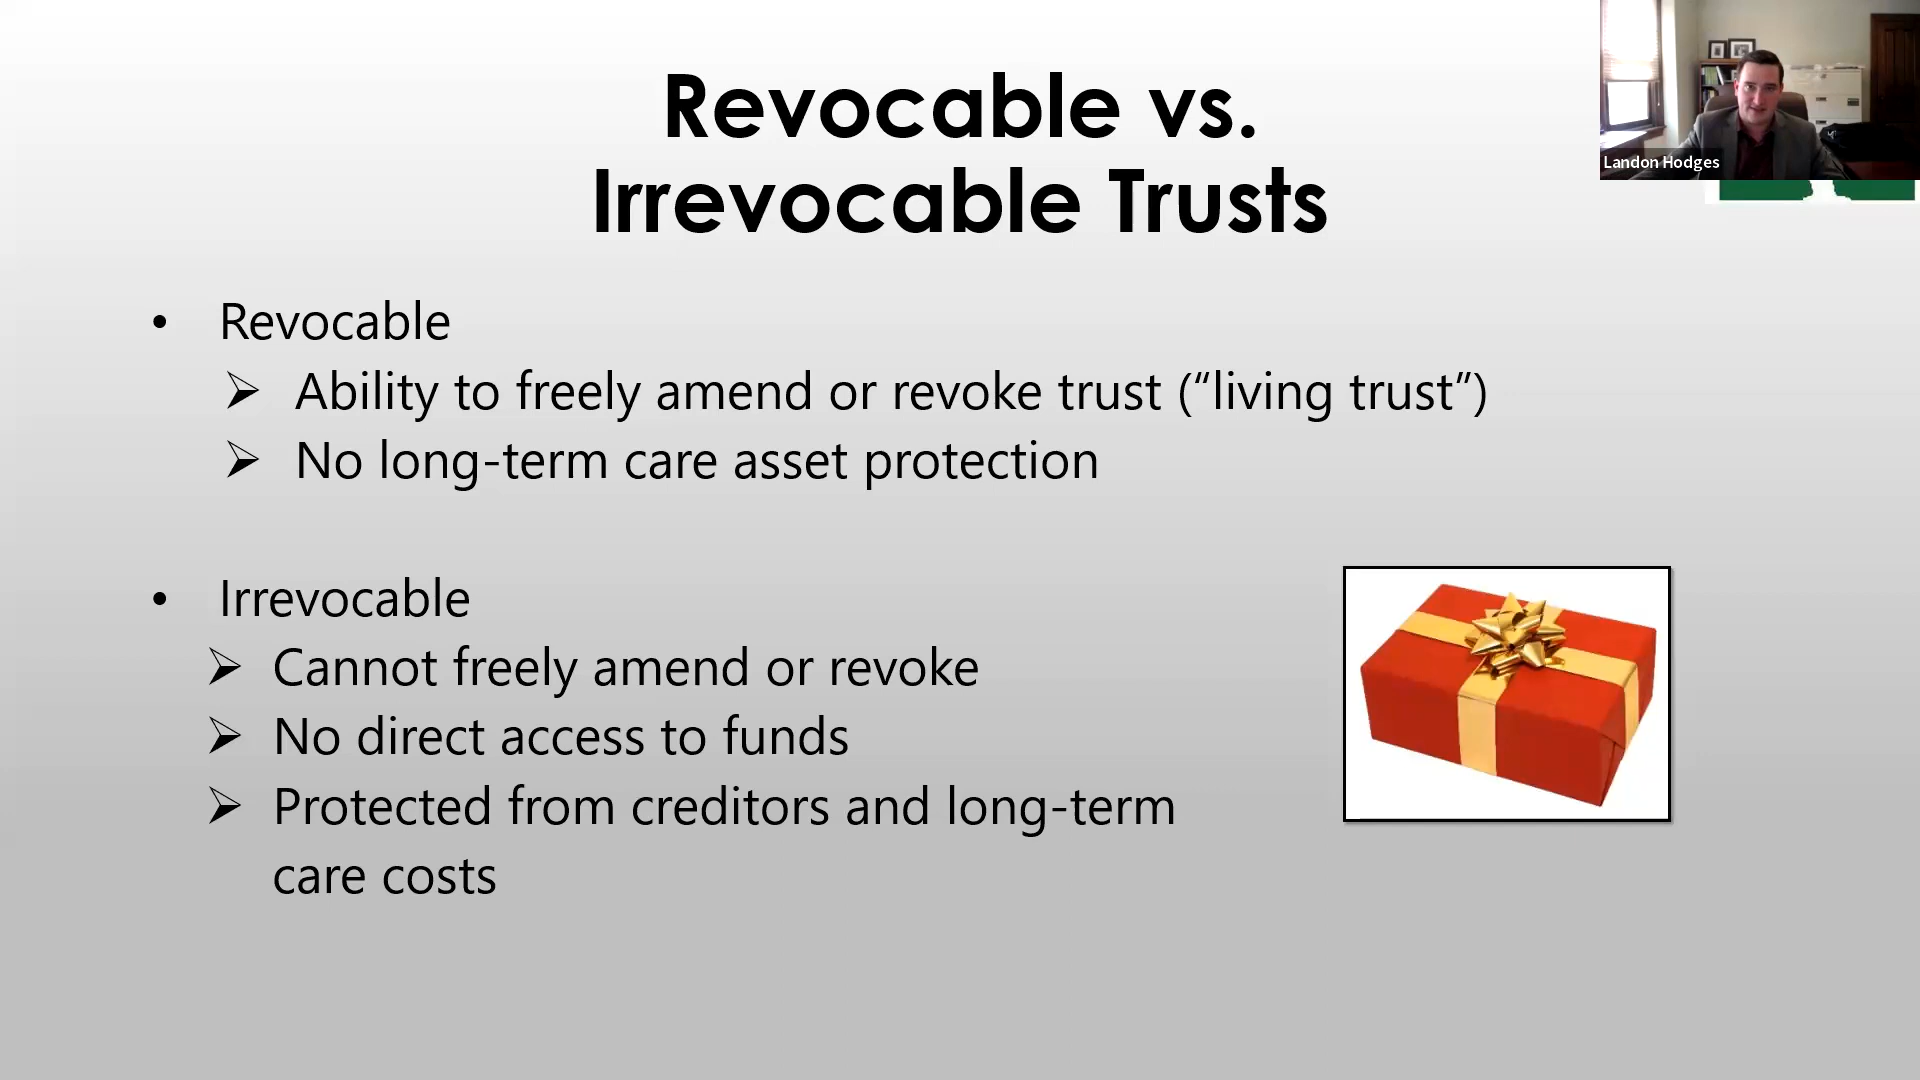 Revocable vs.
Irrevocable Trusts
Landon Hodges
• Revocable
➢ Ability to freely amend or revoke trust (“living trust”)
➢ No long-term care asset protection
• Irrevocable
➢ Cannot freely amend or revoke
➢ No direct access to funds
➢ Protected from creditors and long-term
care costs